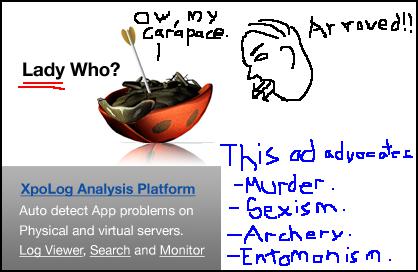 ow, my
carapace.
Arroved!!
Lady Who?
XpoLog Analysis Platform
Auto detect App problems on
Physical and virtual servers.
Log Viewer, Search and Monitor
This ad advocates
-Murder.
-Sexism.
-Archery.
-Entomonism.